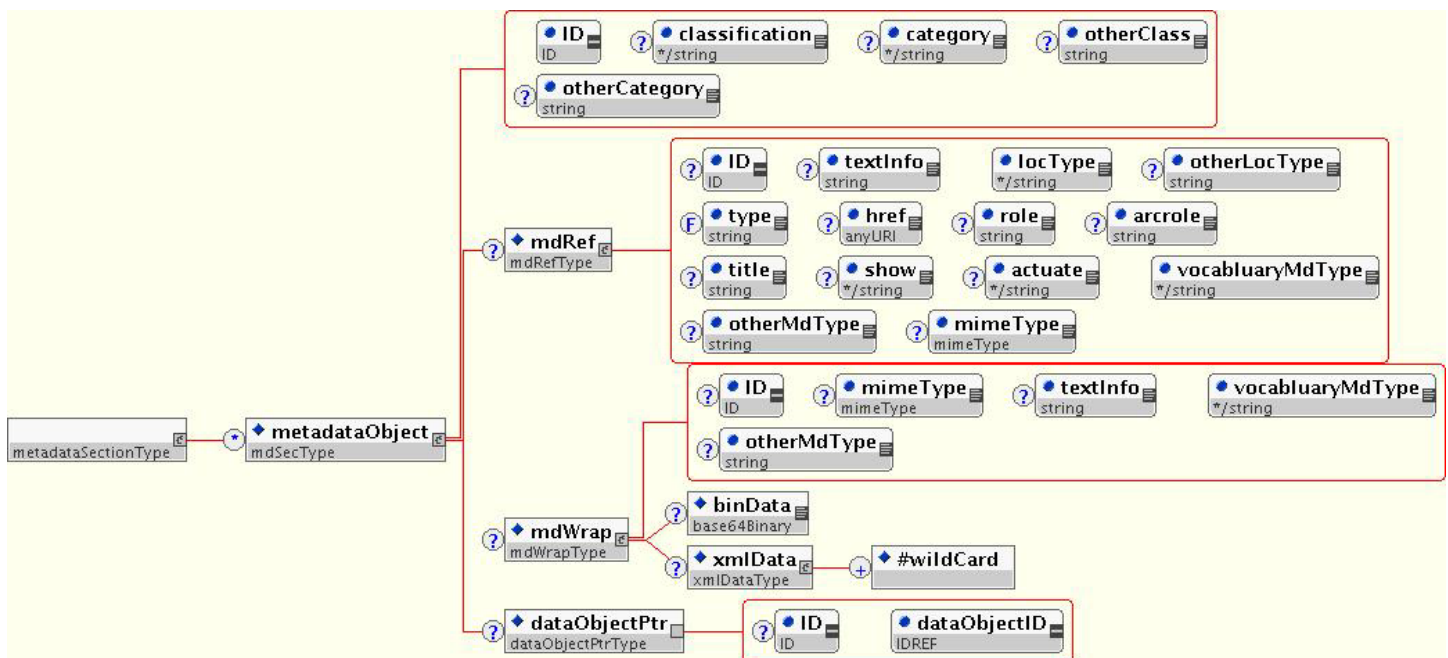 ID ? classification ? category ? otherClass
ID */string */string string
? otherCategory
string
? ID ? textInfo locType ? otherLocType
ID string */string string
F type ? href ? role ? arcrole
string anyURI string string
? mdRef
mdRefType
? title ? show ? actuate vocabluaryMdType
string */string */string */string
? otherMdType ? mimeType
string mimeType
? ID ? mimeType ? textInfo vocabluaryMdType
ID mimeType string */string
* metadataObject
metadataSectionType mdSecType
? otherMdType
string
? binData
base64Binary
? mdWrap
mdWrapType
? xmlData + #wildCard
xmlDataType
? dataObjectPtr ? ID dataObjectID
dataObjectPtrType ID IDREF